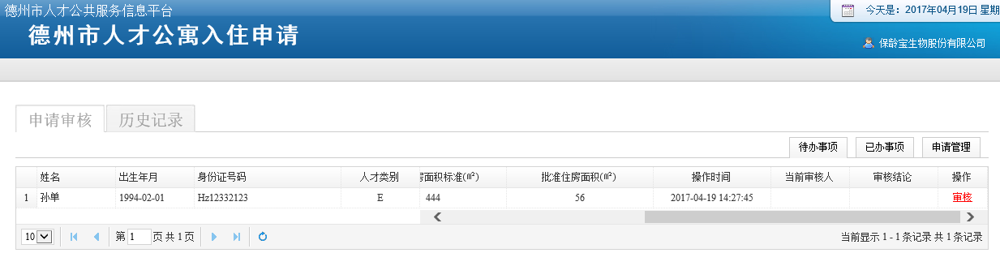 德州市人才公共服务信息平台
今天是：2017年04月19日 星期
德州市人才公寓入住申请
保龄宝生物股份有限公司
申请审核 历史记录
待办事项 已办事项 申请管理
姓名 出生年月 身份证号码 人才类别 房面积标准(㎡) 批准住房面积(㎡) 操作时间 当前审核人 审核结论 操作
1 孙单 1994-02-01 Hz12332123 E 444 56 2017-04-19 14:27:45 审核
10 第 1 页 共 1 页 当前显示 1 - 1 条记录 共 1 条记录